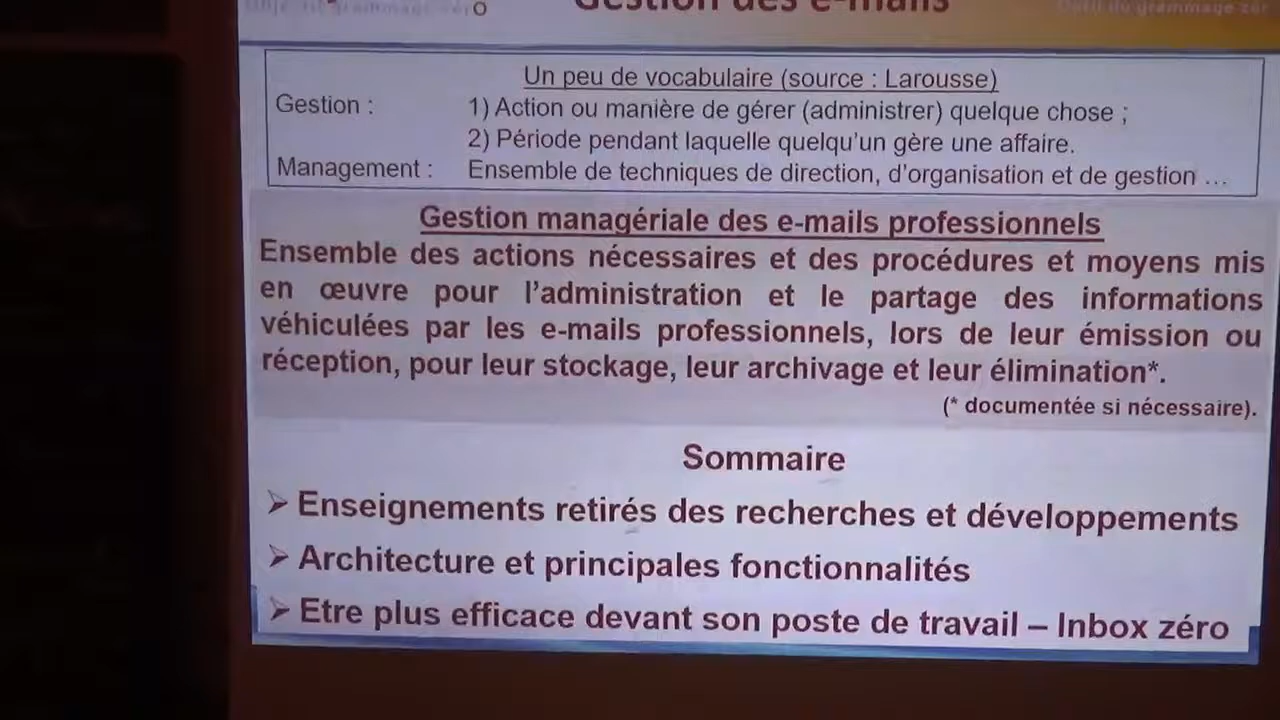 Gestion des e-mails
Un peu de vocabulaire (source : Larousse)
Gestion : 1) Action ou manière de gérer (administrer) quelque chose ;
2) Période pendant laquelle quelqu'un gère une affaire.
Management : Ensemble de techniques de direction, d'organisation et de gestion ...
Gestion managériale des e-mails professionnels
Ensemble des actions nécessaires et des procédures et moyens mis
en œuvre pour l'administration et le partage des informations
véhiculées par les e-mails professionnels, lors de leur émission ou
réception, pour leur stockage, leur archivage et leur élimination*.
(* documentée si nécessaire).
Sommaire
➢ Enseignements retirés des recherches et développements
➢ Architecture et principales fonctionnalités
➢ Etre plus efficace devant son poste de travail – Inbox zéro